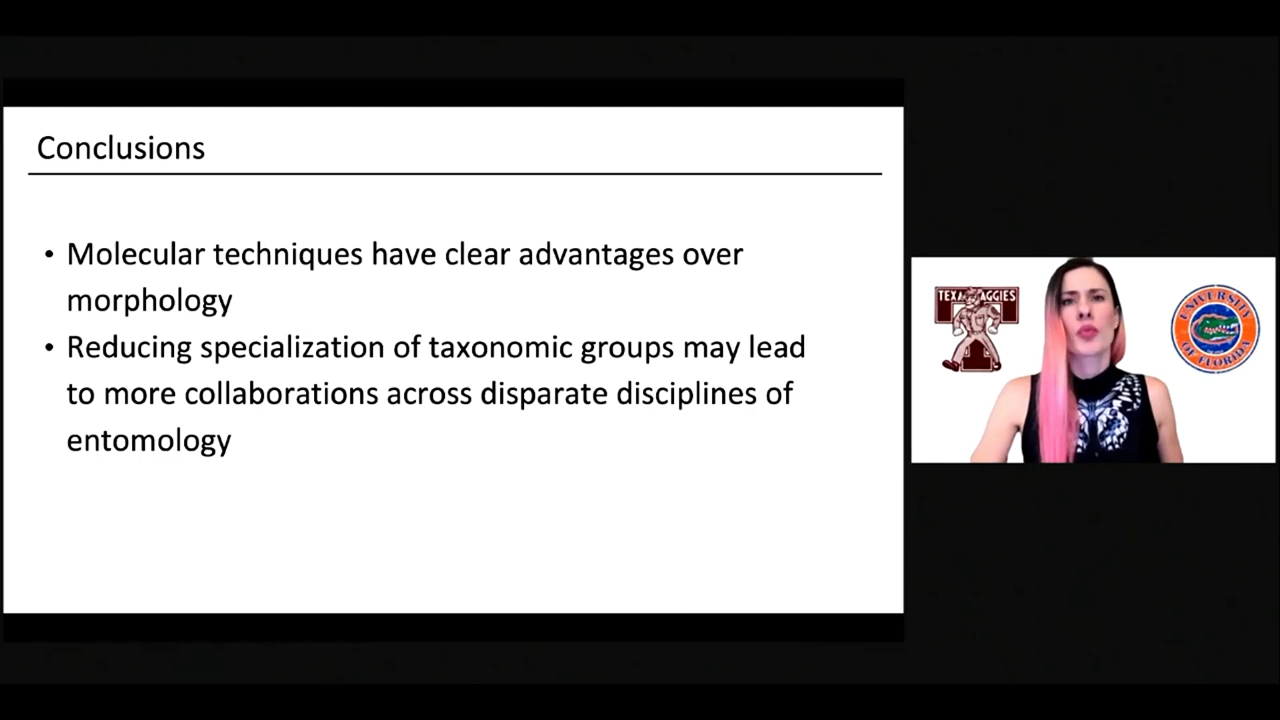 Conclusions
• Molecular techniques have clear advantages over
morphology
• Reducing specialization of taxonomic groups may lead
to more collaborations across disparate disciplines of
entomology
TEXAS AGGIES
UNIVERSITY
OF FLORIDA